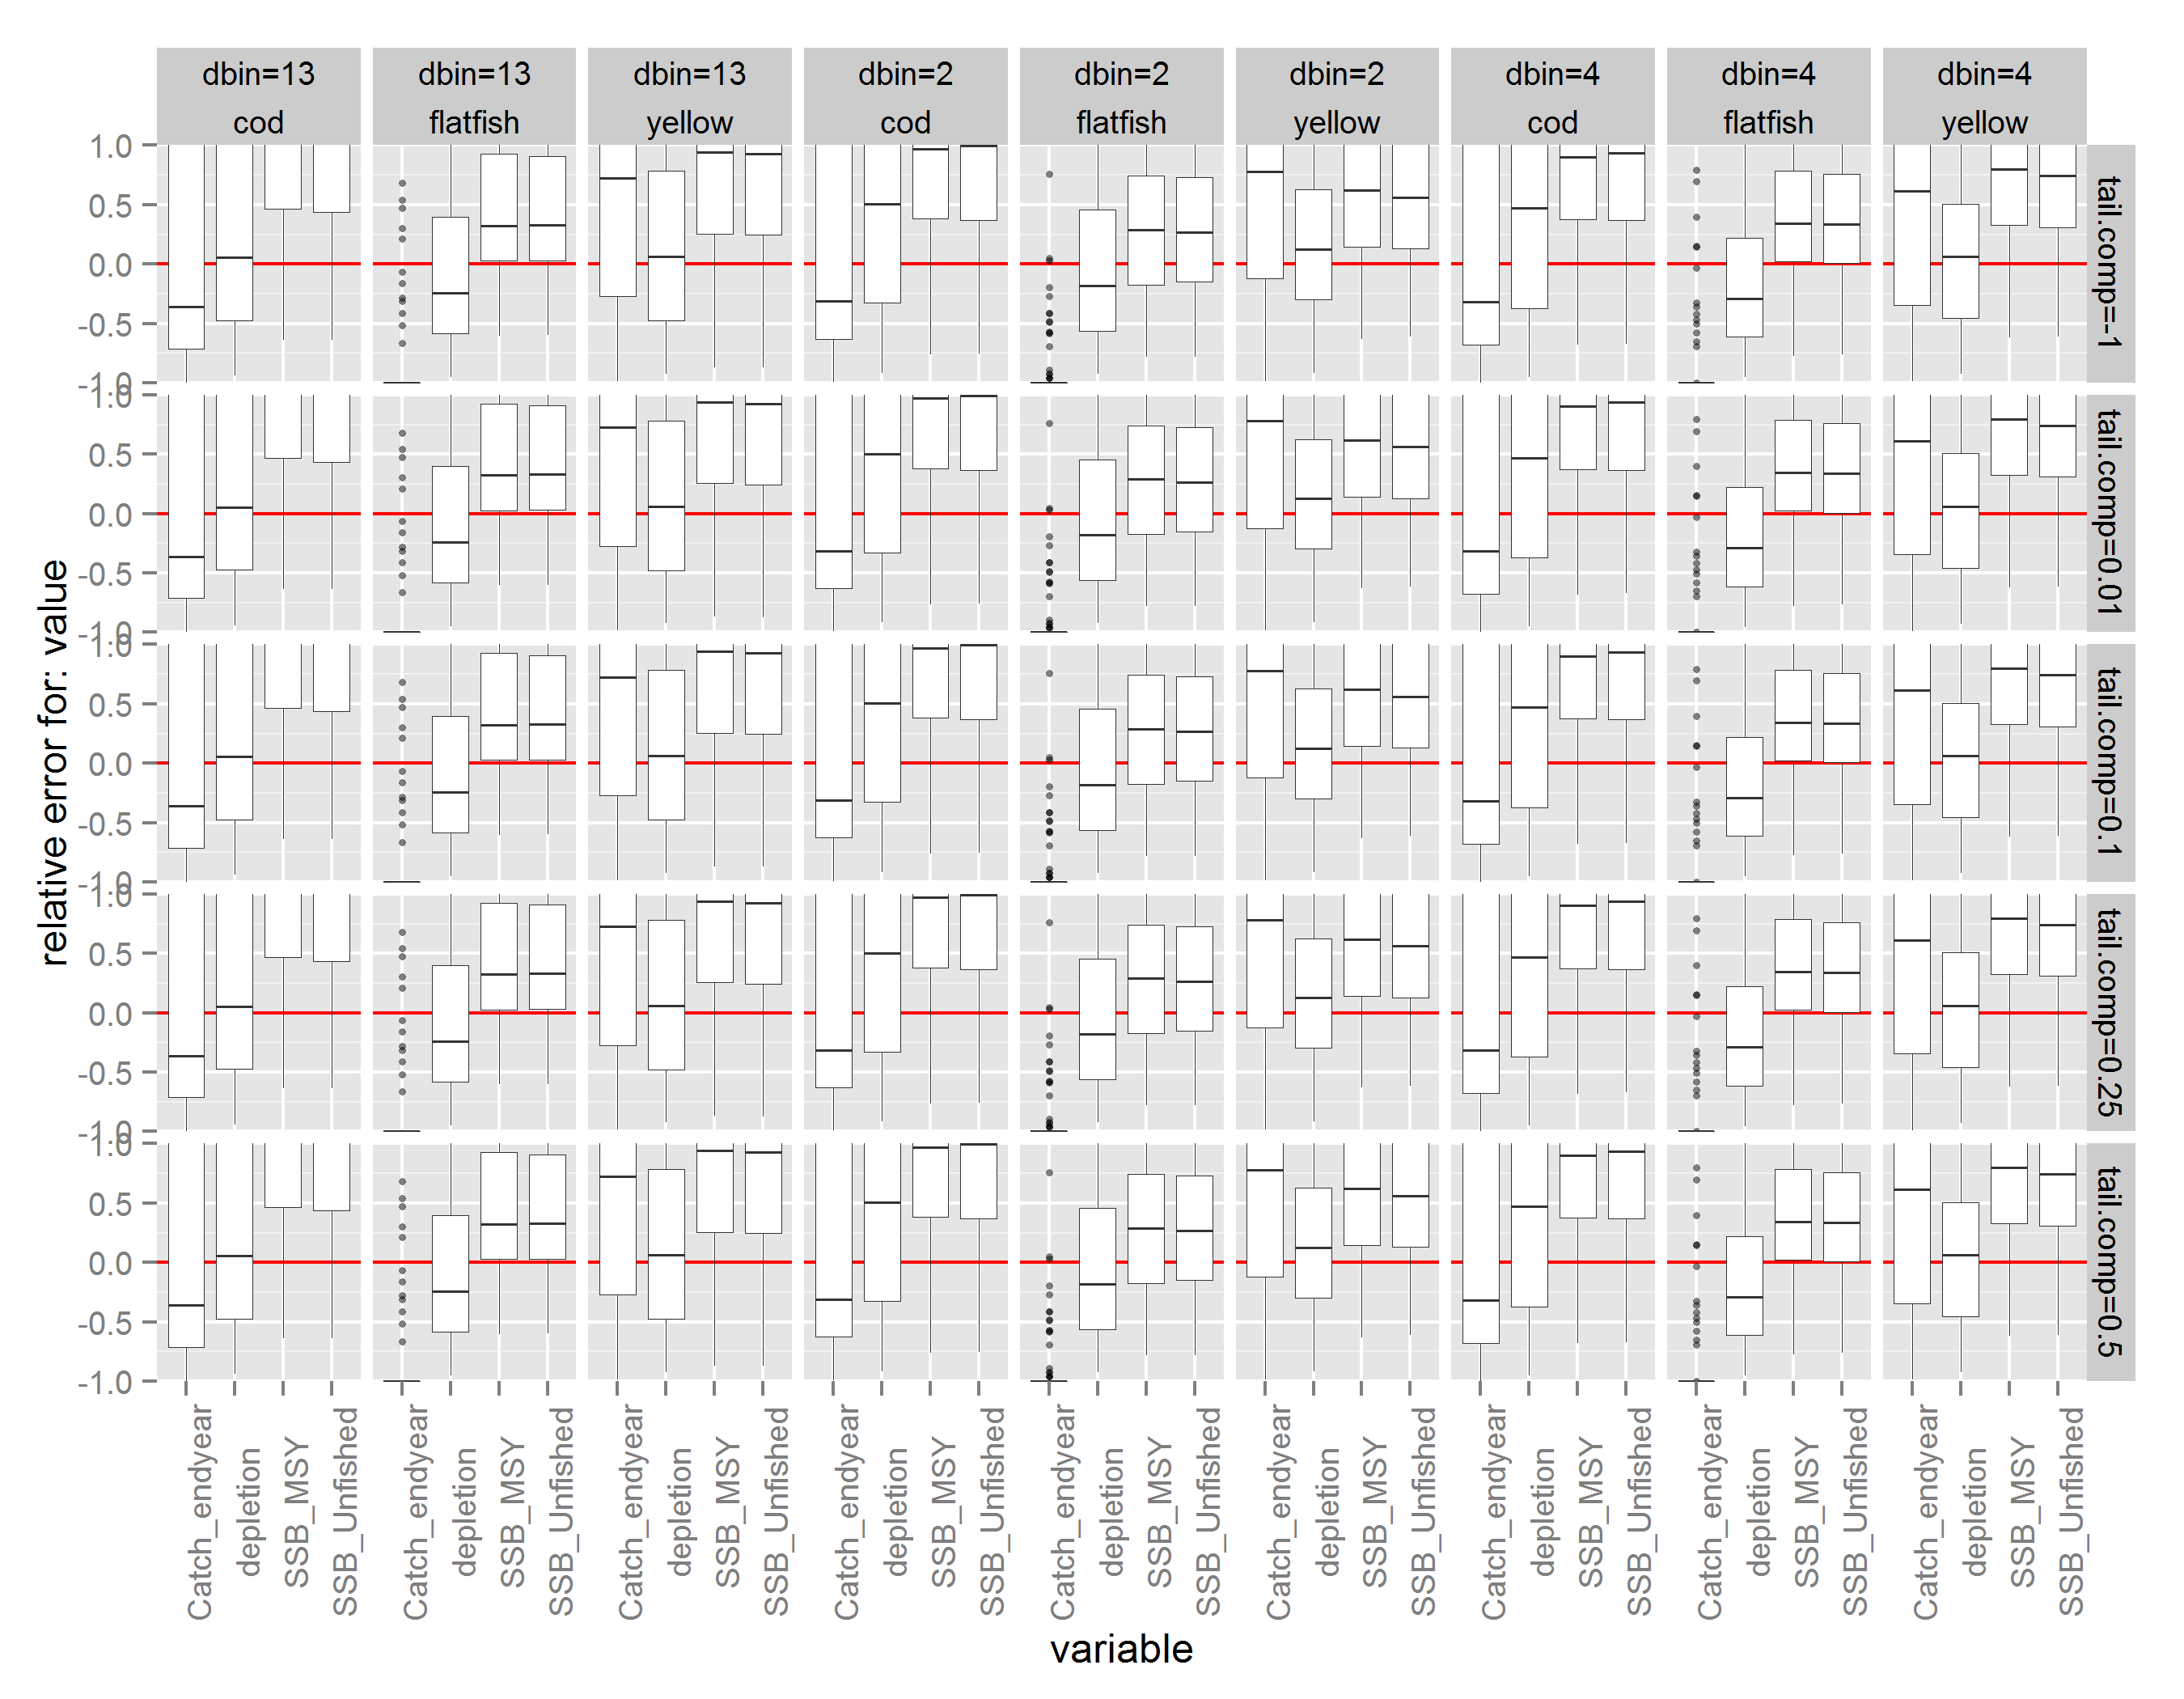 dbin=13 dbin=13 dbin=13 dbin=2 dbin=2 dbin=2 dbin=4 dbin=4 dbin=4
cod flatfish yellow cod flatfish yellow cod flatfish yellow
relative error for: value
1.0
0.5
0.0
-0.5
-1.0
tail.comp=-1
1.0
0.5
0.0
-0.5
-1.0
tail.comp=0.01
1.0
0.5
0.0
-0.5
-1.0
tail.comp=0.1
1.0
0.5
0.0
-0.5
-1.0
tail.comp=0.25
1.0
0.5
0.0
-0.5
-1.0
tail.comp=0.5
Catch_endyear
depletion
SSB_MSY
SSB_Unfished
Catch_endyear
depletion
SSB_MSY
SSB_Unfished
Catch_endyear
depletion
SSB_MSY
SSB_Unfished
Catch_endyear
depletion
SSB_MSY
SSB_Unfished
Catch_endyear
depletion
SSB_MSY
SSB_Unfished
Catch_endyear
depletion
SSB_MSY
SSB_Unfished
Catch_endyear
depletion
SSB_MSY
SSB_Unfished
Catch_endyear
depletion
SSB_MSY
SSB_Unfished
Catch_endyear
depletion
SSB_MSY
SSB_Unfished
variable